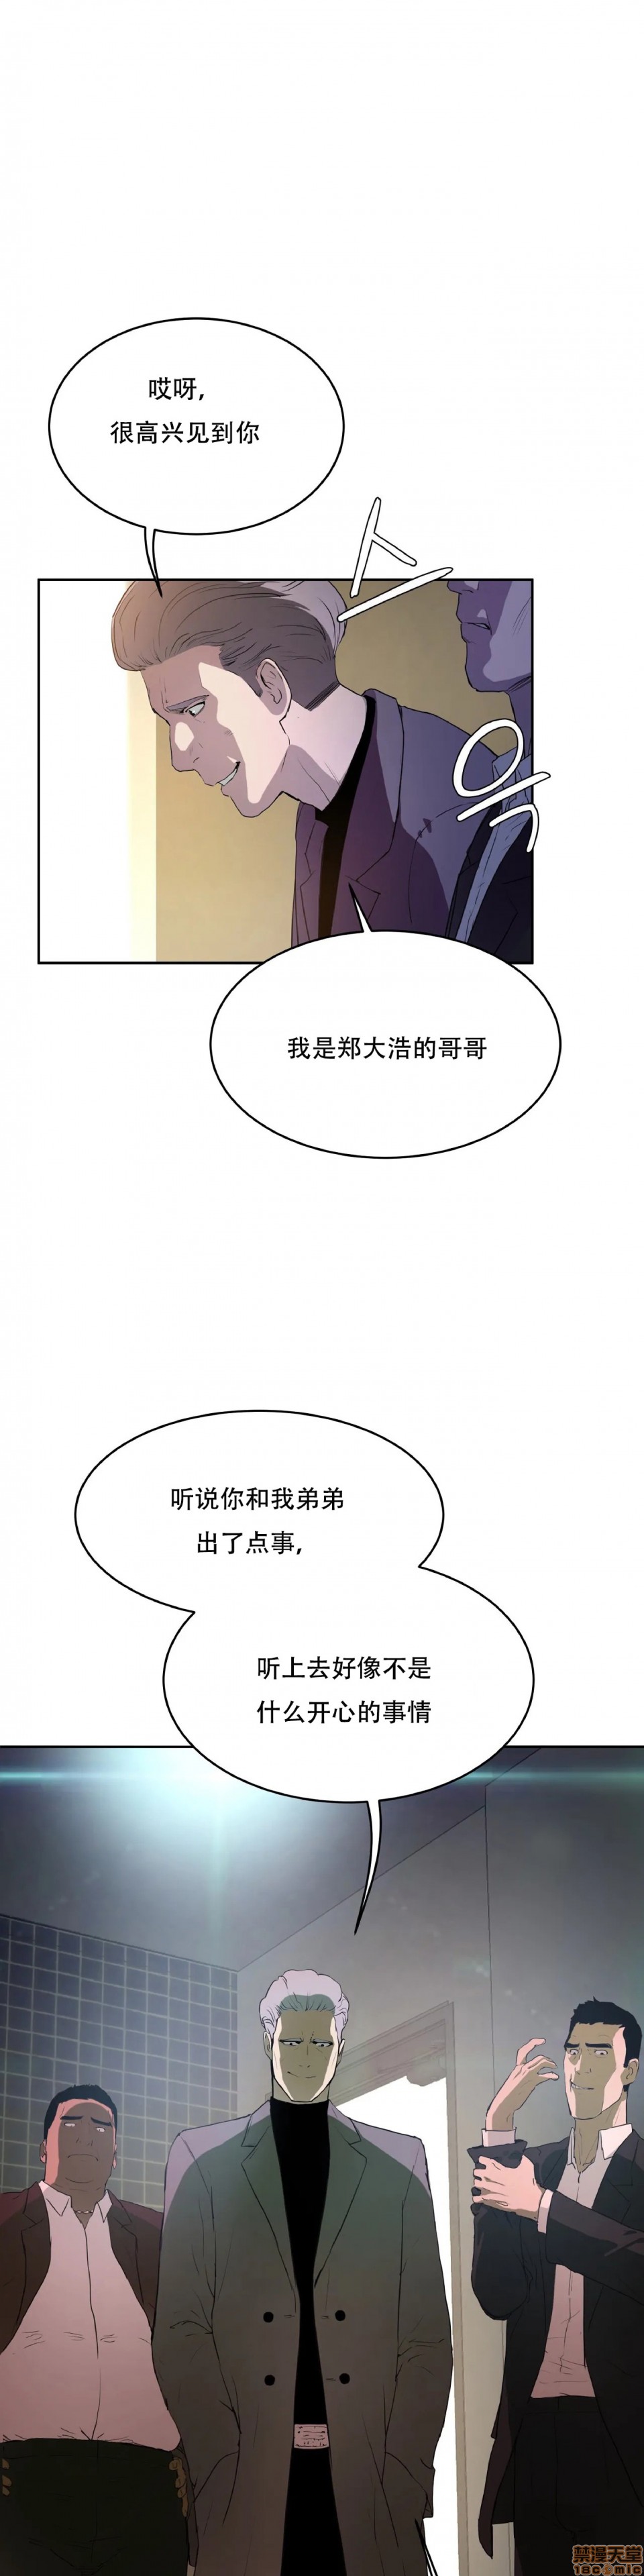 哎呀,
很高兴见到你
스
윽
我是郑大浩的哥哥
听说你和我弟弟
出了点事,
听上去好像不是
什么开心的事情
禁漫天堂
18COMIC